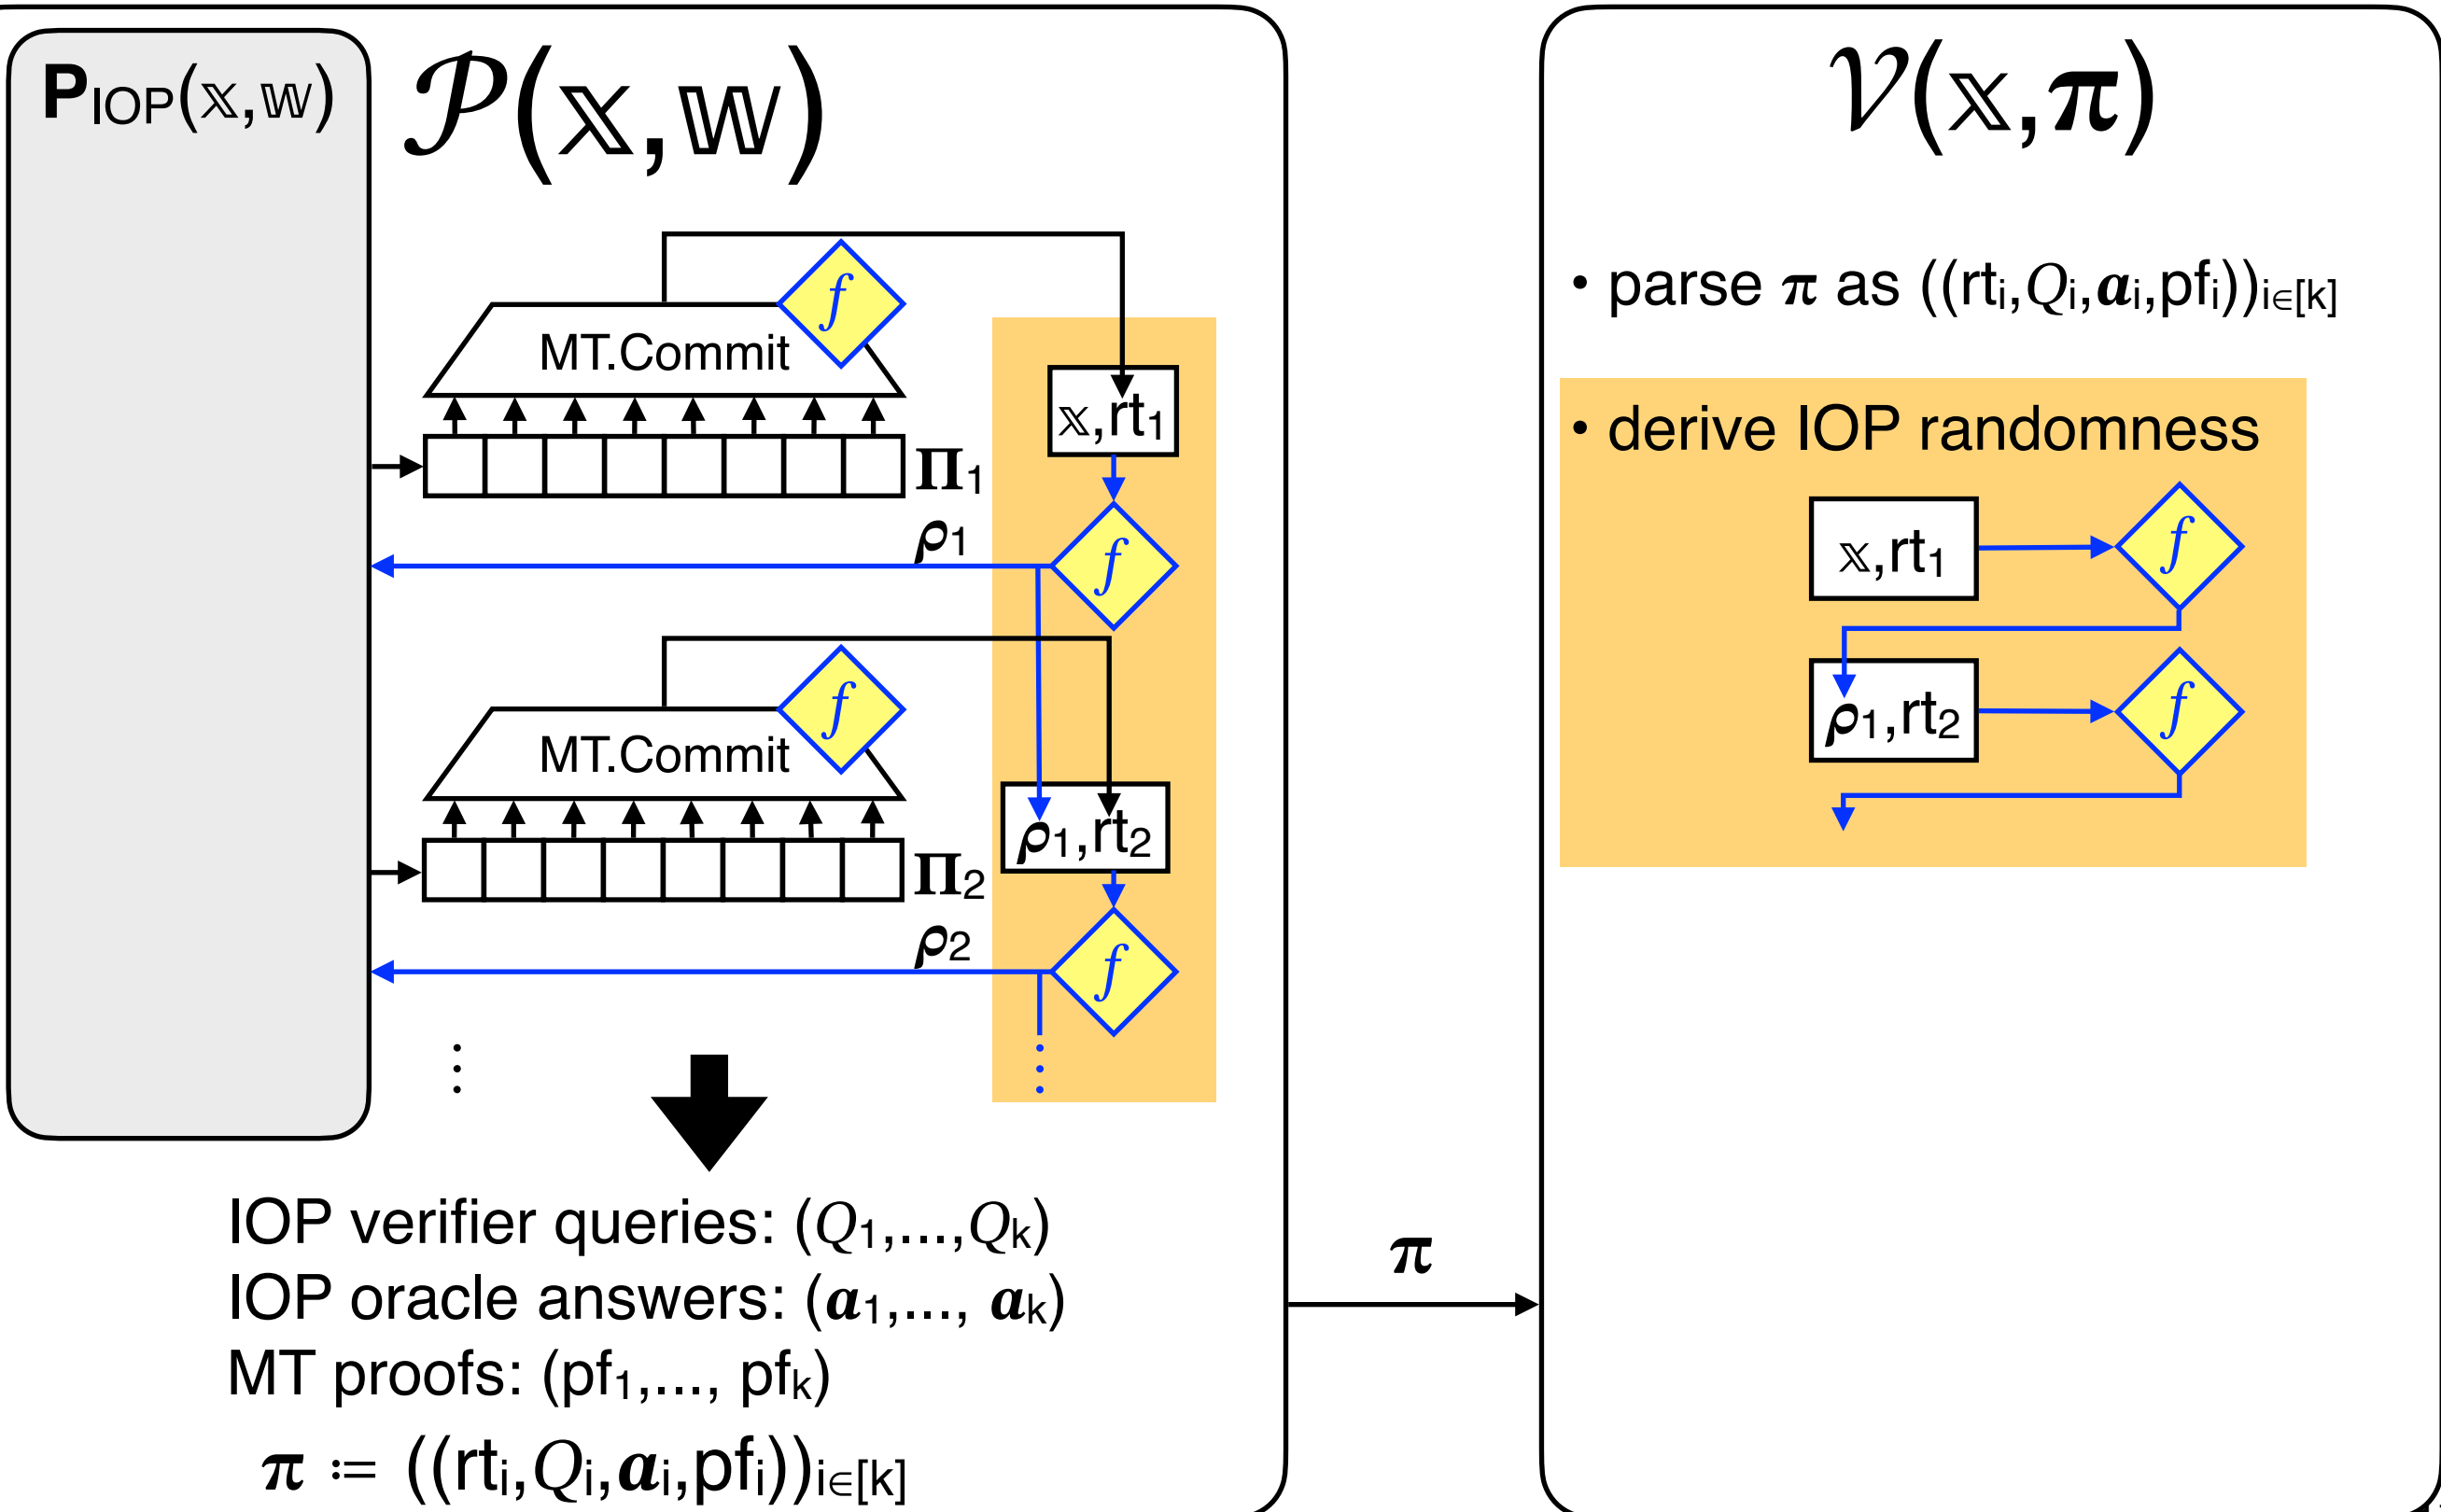 P_IOP(𝕩,𝕨)
𝒫(𝕩,𝕨)
f
MT.Commit
𝕩,rt₁
Π₁
ρ₁
f
f
MT.Commit
ρ₁,rt₂
Π₂
ρ₂
f
⋮
⋮
IOP verifier queries: (Q₁,...,Qₖ)
IOP oracle answers: (a₁,..., aₖ)
MT proofs: (pf₁,..., pfₖ)
π := ((rtᵢ,Qᵢ,aᵢ,pfᵢ))_i∈[k]
π
𝒱(𝕩,π)
• parse π as ((rtᵢ,Qᵢ,aᵢ,pfᵢ))_i∈[k]
• derive IOP randomness
𝕩,rt₁
f
ρ₁,rt₂
f